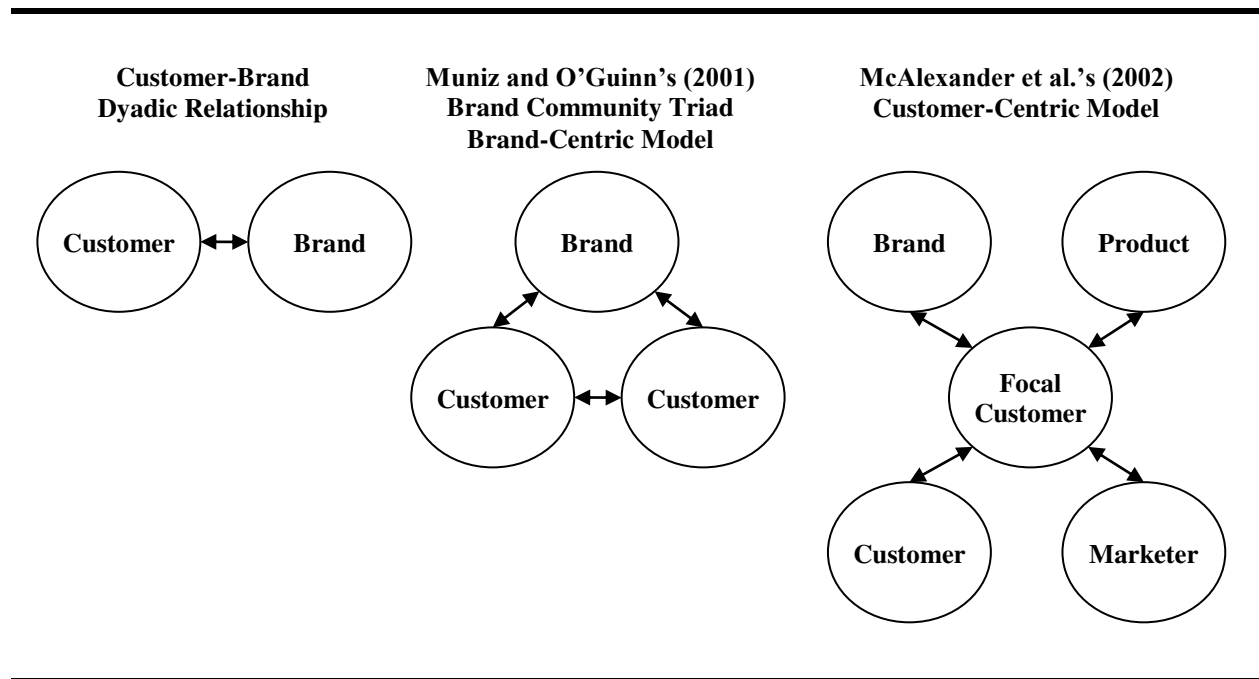 Customer-Brand
Dyadic Relationship
Muniz and O’Guinn’s (2001)
Brand Community Triad
Brand-Centric Model
McAlexander et al.’s (2002)
Customer-Centric Model
Customer
Brand
Brand
Customer
Customer
Brand
Product
Focal
Customer
Customer
Marketer